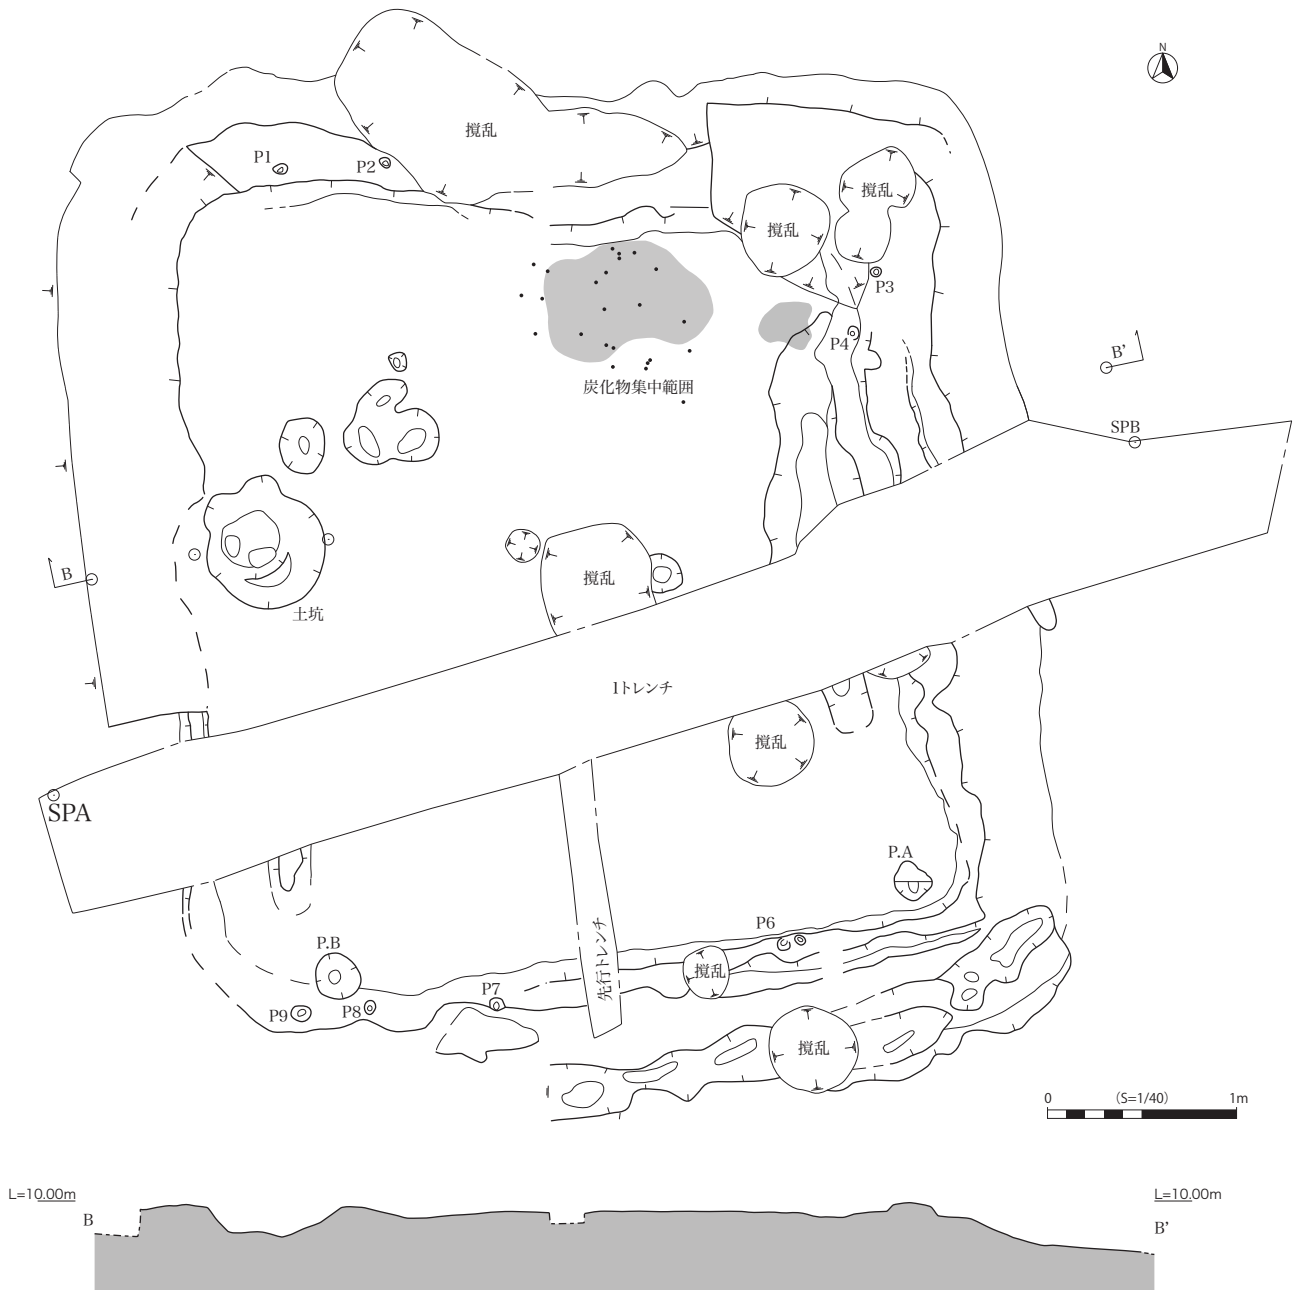 N
撹乱
P1
P2
撹乱
撹乱
P3
P4
B’
炭化物集中範囲
SPB
B
撹乱
土坑
1トレンチ
撹乱
SPA
P.A
P6
先行トレンチ
P.B
撹乱
P7
P8
P9
撹乱
0
（S=1/40）
1m
L=10.00m
L=10.00m
B
B’